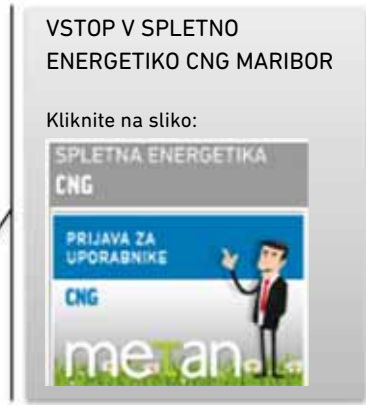 VSTOP V SPLETNO
ENERGETIKO CNG MARIBOR
Kliknite na sliko:
SPLETNA ENERGETIKA
CNG
PRIJAVA ZA
UPORABNIKE
CNG
metan